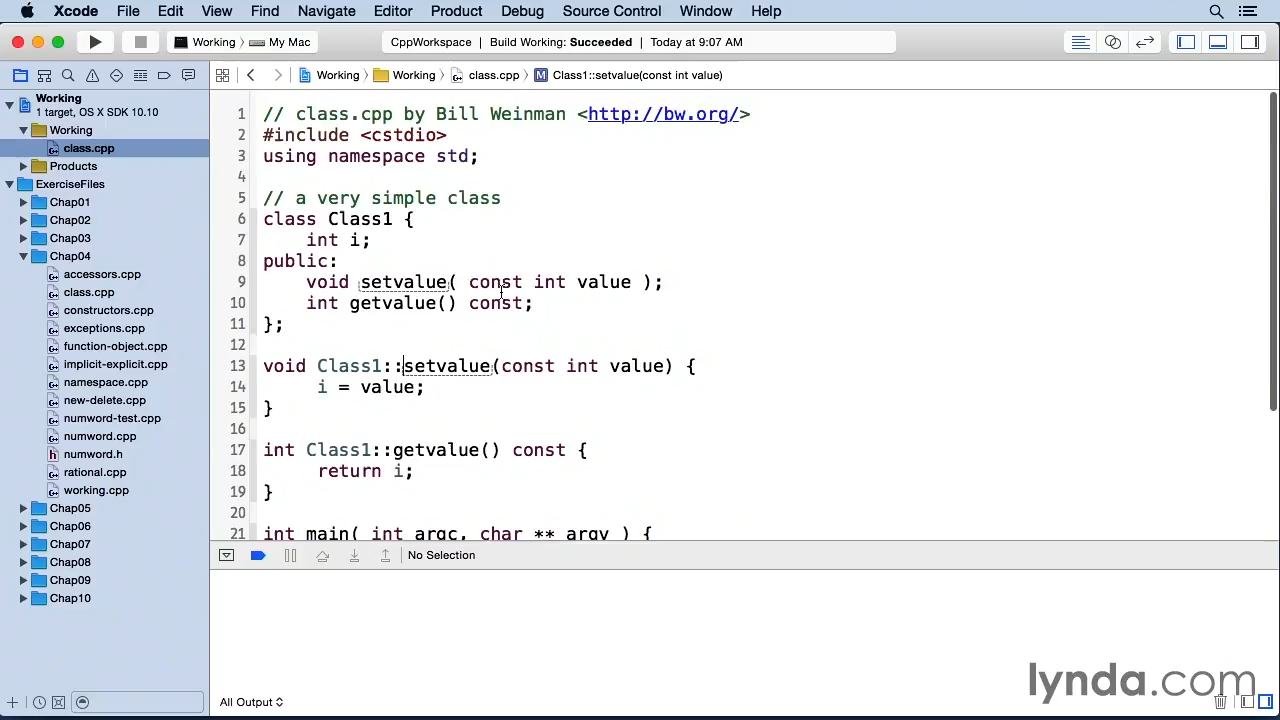 Xcode File Edit View Find Navigate Editor Product Debug Source Control Window Help
Working My Mac CppWorkspace | Build Working: Succeeded | Today at 9:07 AM
Working Working class.cpp Class1::setvalue(const int value)
Working
1 target, OS X SDK 10.10
Working
class.cpp
Products
ExerciseFiles
Chap01
Chap02
Chap03
Chap04
accessors.cpp
class.cpp
constructors.cpp
exceptions.cpp
function-object.cpp
implicit-explicit.cpp
namespace.cpp
new-delete.cpp
numword-test.cpp
numword.cpp
numword.h
rational.cpp
working.cpp
Chap05
Chap06
Chap07
Chap08
Chap09
Chap10
1 // class.cpp by Bill Weinman <http://bw.org/>
2 #include <cstdio>
3 using namespace std;
4
5 // a very simple class
6 class Class1 {
7 int i;
8 public:
9 void setvalue( const int value );
10 int getvalue() const;
11 };
12
13 void Class1::setvalue(const int value) {
14 i = value;
15 }
16
17 int Class1::getvalue() const {
18 return i;
19 }
20
21 int main( int argc, char ** argv ) {
No Selection
All Output
lynda.com